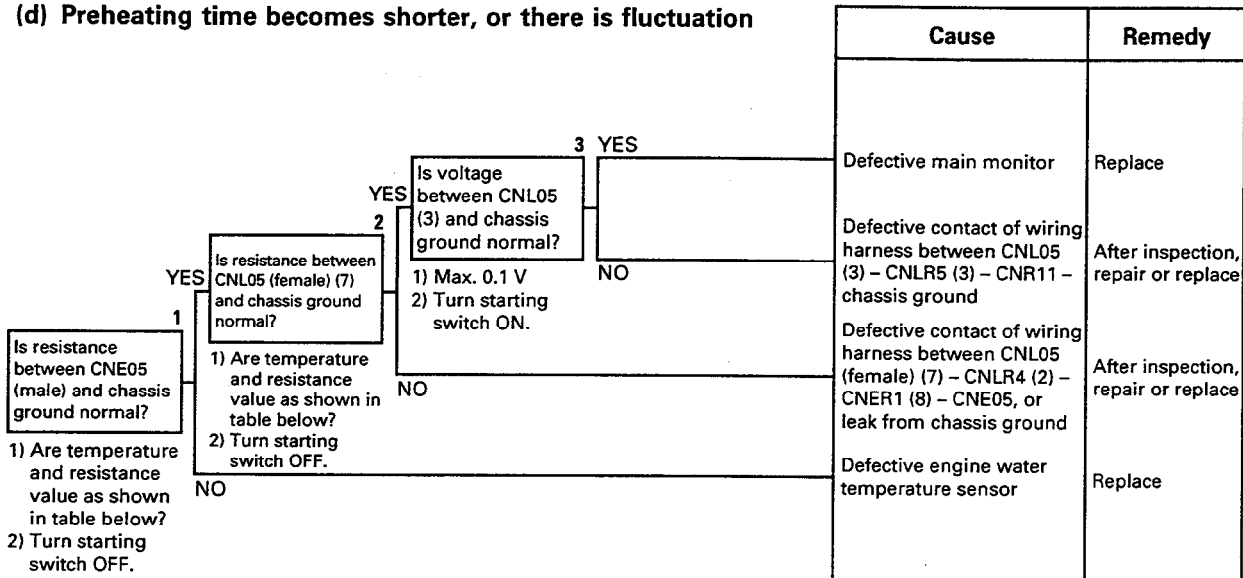 (d) Preheating time becomes shorter, or there is fluctuation
Cause
Remedy
1
Is resistance
between CNE05
(male) and chassis
ground normal?
1) Are temperature
and resistance
value as shown
in table below?
2) Turn starting
switch OFF.
YES
2
Is resistance between
CNL05 (female) (7)
and chassis ground
normal?
1) Are temperature
and resistance
value as shown in
table below?
2) Turn starting
switch OFF.
YES
3
Is voltage
between CNL05
(3) and chassis
ground normal?
1) Max. 0.1 V
2) Turn starting
switch ON.
YES
Defective main monitor
Replace
NO
Defective contact of wiring
harness between CNL05
(3) – CNLR5 (3) – CNR11 –
chassis ground
After inspection,
repair or replace
NO
Defective contact of wiring
harness between CNL05
(female) (7) – CNLR4 (2) –
CNER1 (8) – CNE05, or
leak from chassis ground
After inspection,
repair or replace
NO
Defective engine water
temperature sensor
Replace